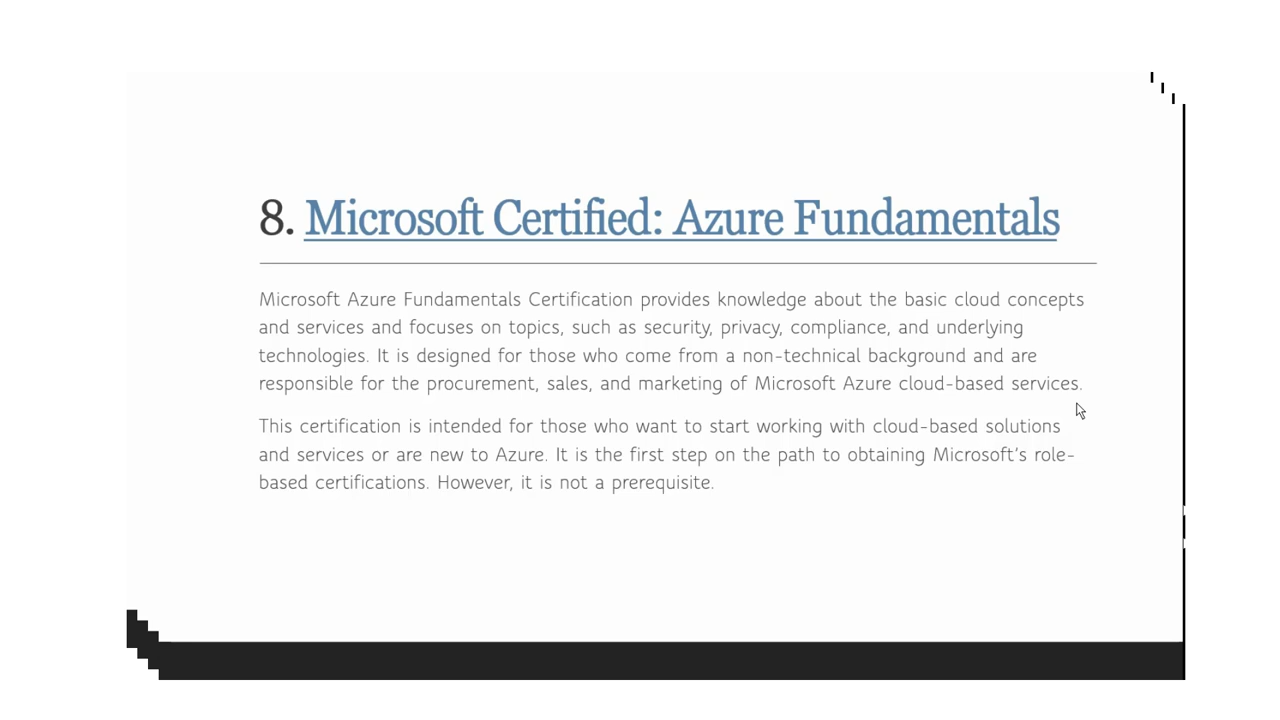 8. Microsoft Certified: Azure Fundamentals
Microsoft Azure Fundamentals Certification provides knowledge about the basic cloud concepts
and services and focuses on topics, such as security, privacy, compliance, and underlying
technologies. It is designed for those who come from a non-technical background and are
responsible for the procurement, sales, and marketing of Microsoft Azure cloud-based services.
This certification is intended for those who want to start working with cloud-based solutions
and services or are new to Azure. It is the first step on the path to obtaining Microsoft's role-
based certifications. However, it is not a prerequisite.